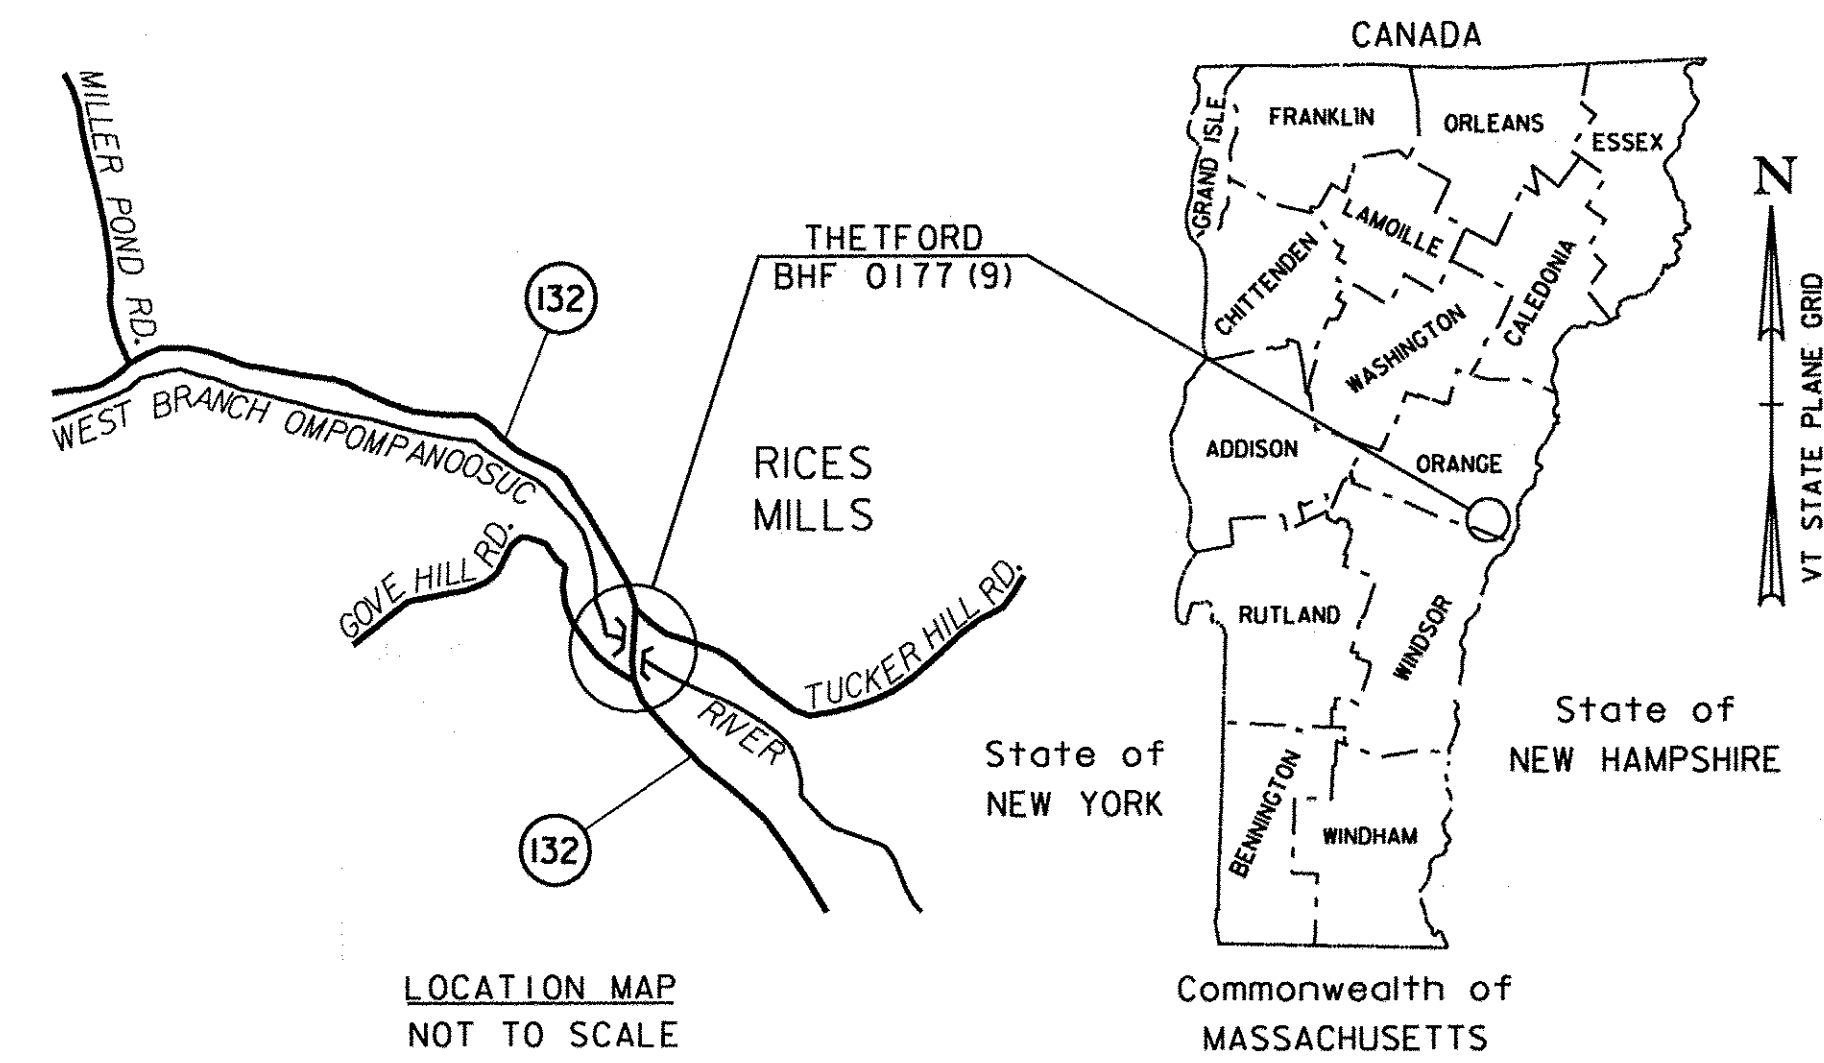 MILLER POND RD.
132
THETFORD
BHF 0177 (9)
WEST BRANCH OMPOMPANOOSUC
RICES
MILLS
GOVE HILL RD.
TUCKER HILL RD.
RIVER
132
LOCATION MAP
NOT TO SCALE
CANADA
GRAND ISLE
FRANKLIN
ORLEANS
ESSEX
LAMOILLE
CHITTENDEN
CALEDONIA
WASHINGTON
ADDISON
ORANGE
RUTLAND
WINDSOR
BENNINGTON
WINDHAM
State of
NEW YORK
State of
NEW HAMPSHIRE
Commonwealth of
MASSACHUSETTS
N
VT STATE PLANE GRID